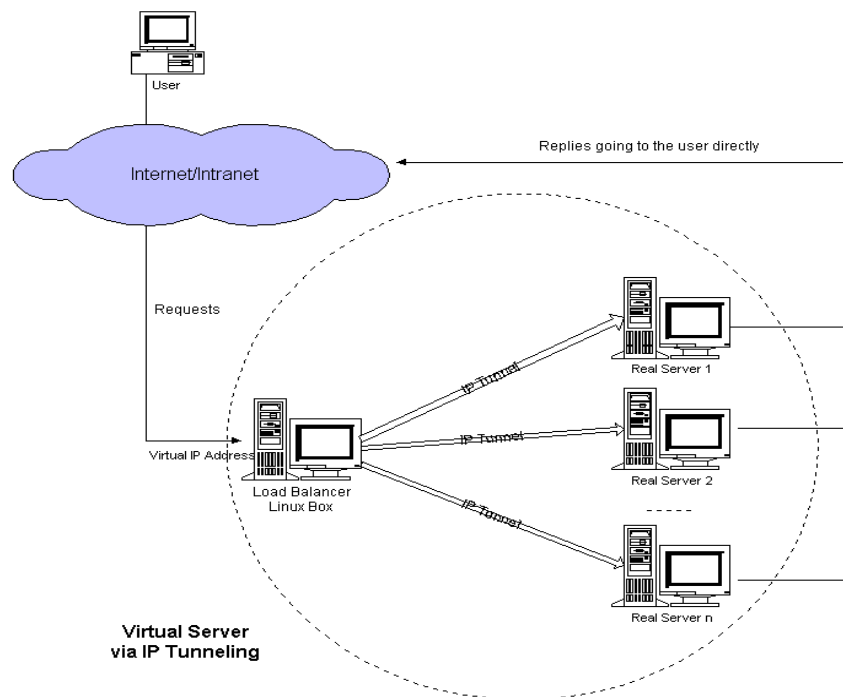 User
Internet/Intranet
Replies going to the user directly
Requests
IP Tunnel
Real Server 1
IP Tunnel
Virtual IP Address
Real Server 2
Load Balancer
Linux Box
IP Tunnel
Real Server n
Virtual Server
via IP Tunneling